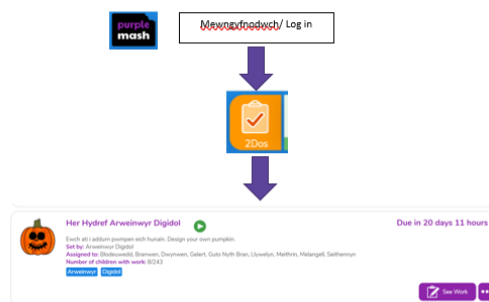 purple
mash
Mewngyfnodwch/ Log in
2Dos
Her Hydref Arweinwyr Digidol
Due in 20 days 11 hours
Ewch ati i addurn pwmpen eich hunain. Design your own pumpkin.
Set by: Arweinwyr Digidol
Assigned to: Blodeuwedd, Branwen, Dwynwen, Gelert, Guto Nyth Bran, Llywelyn, Meithrin, Melangell, Seithennyn
Number of children with work: 8/243
Arweinwyr Digidol
See Work